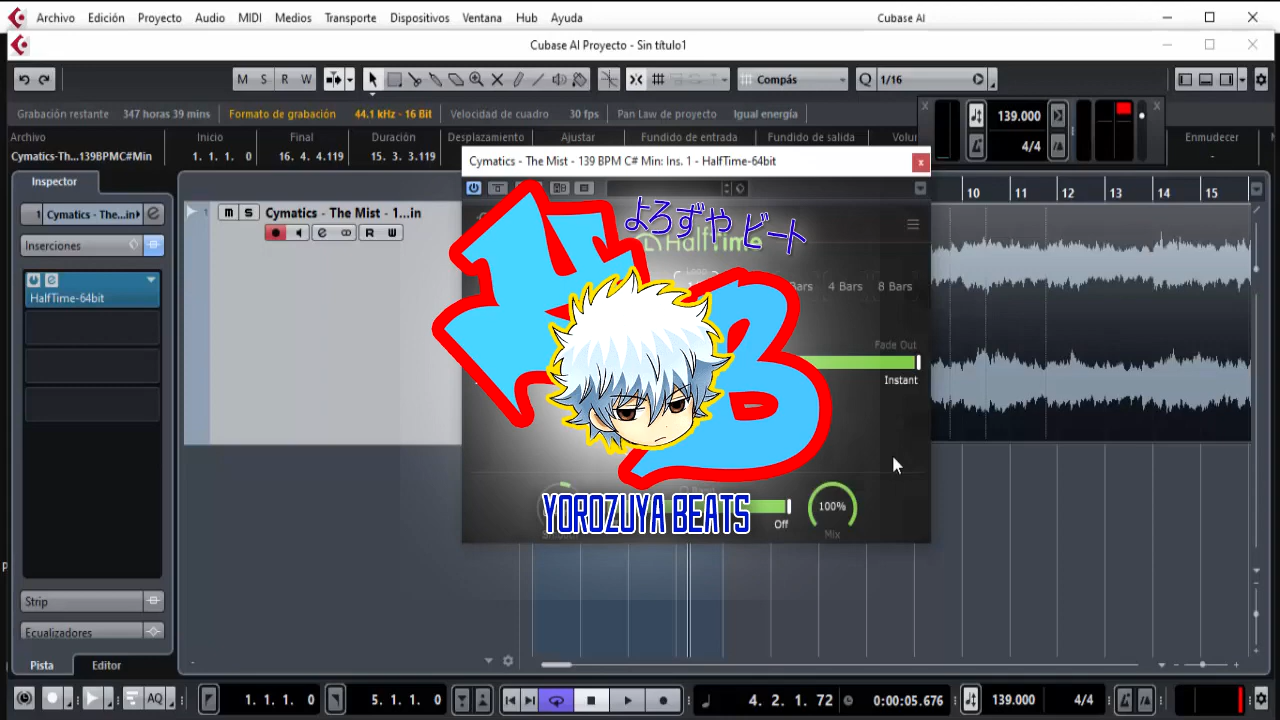 Archivo Edición Proyecto Audio MIDI Medios Transporte Dispositivos Ventana Hub Ayuda Cubase AI
Cubase AI Proyecto - Sin título1
M S R W Compás Q 1/16
Grabación restante 347 horas 39 mins Formato de grabación 44.1 kHz - 16 Bit Velocidad de cuadro 30 fps Pan Law de proyecto Igual energía
139.000
4/4
Archivo Inicio Final Duración Desplazamiento Ajustar Fundido de entrada Fundido de salida Enmudecer
Cymatics-Th...139BPMC#Min 1. 1. 1. 0 16. 4. 4.119 15. 3. 3.119 -
Cymatics - The Mist - 139 BPM C# Min: Ins. 1 - HalfTime-64bit x
Inspector
1 Cymatics - The...in
Inserciones
HalfTime-64bit
Strip
Ecualizadores
Pista Editor
1 m S Cymatics - The Mist - 1...in
R W
10 11 12 13 14 15
よろずやビート
HalfTime
Bars 4 Bars 8 Bars
Fade Out
Instant
B
YOROZUYA BEATS
Off
100%
Mix
AQ 1. 1. 1. 0 5. 1. 1. 0 4. 2. 1. 72 0:00:05.676 139.000 4/4